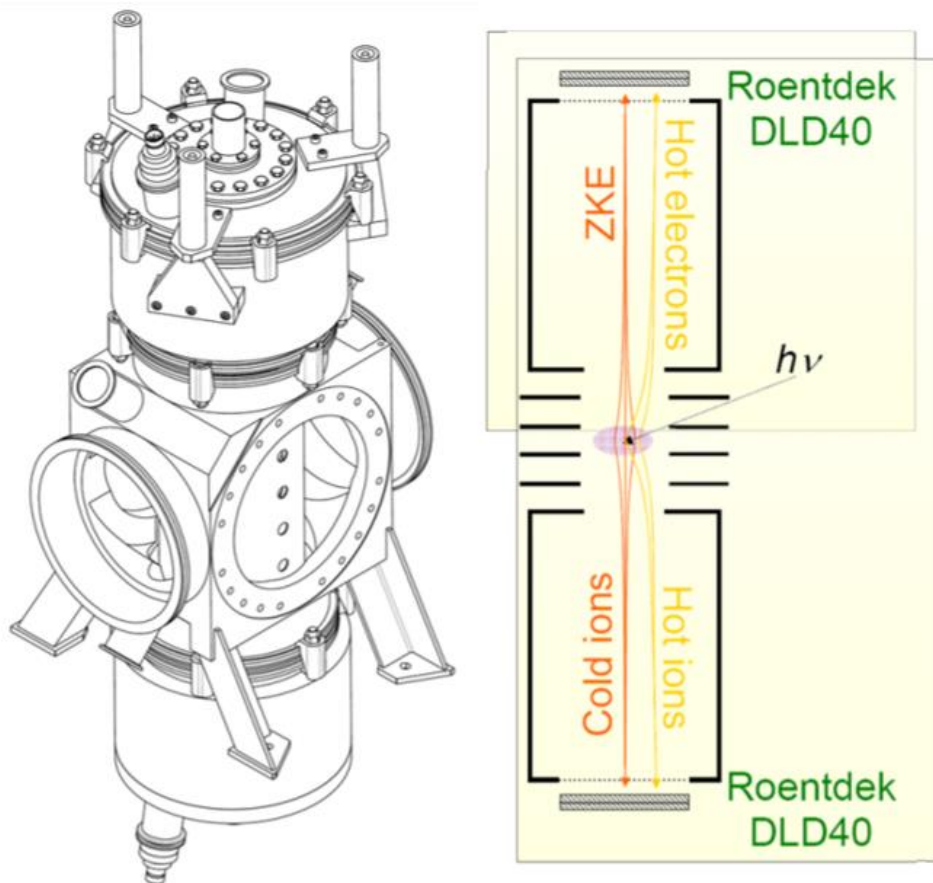 Roentdek
DLD40
ZKE
Hot electrons
hν
Cold ions
Hot ions
Roentdek
DLD40